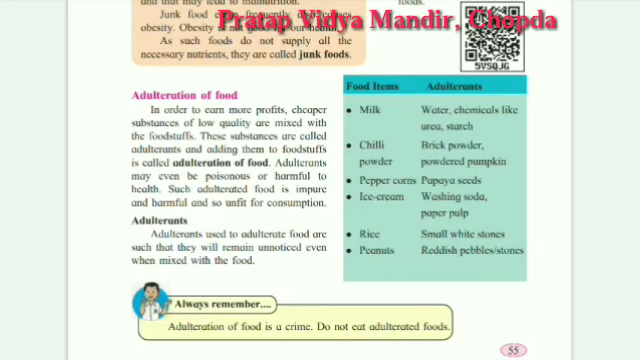 and that may lead to malnutrition.
foods.
Pratap Vidya Mandir, Chopda
Junk food frequently
obesity. Obesity is not good for our health.
As such foods do not supply all the
necessary nutrients, they are called junk foods.
5VSQJG
Adulteration of food
In order to earn more profits, cheaper
substances of low quality are mixed with
the foodstuffs. These substances are called
adulterants and adding them to foodstuffs
is called adulteration of food. Adulterants
may even be poisonous or harmful to
health. Such adulterated food is impure
and harmful and so unfit for consumption.
Adulterants
Adulterants used to adulterate food are
such that they will remain unnoticed even
when mixed with the food.
Food Items Adulterants
• Milk Water, chemicals like
urea, starch
• Chilli Brick powder,
powder powdered pumpkin
• Pepper corns Papaya seeds
• Ice-cream Washing soda,
paper pulp
• Rice Small white stones
• Peanuts Reddish pebbles/stones
Always remember....
Adulteration of food is a crime. Do not eat adulterated foods.
55